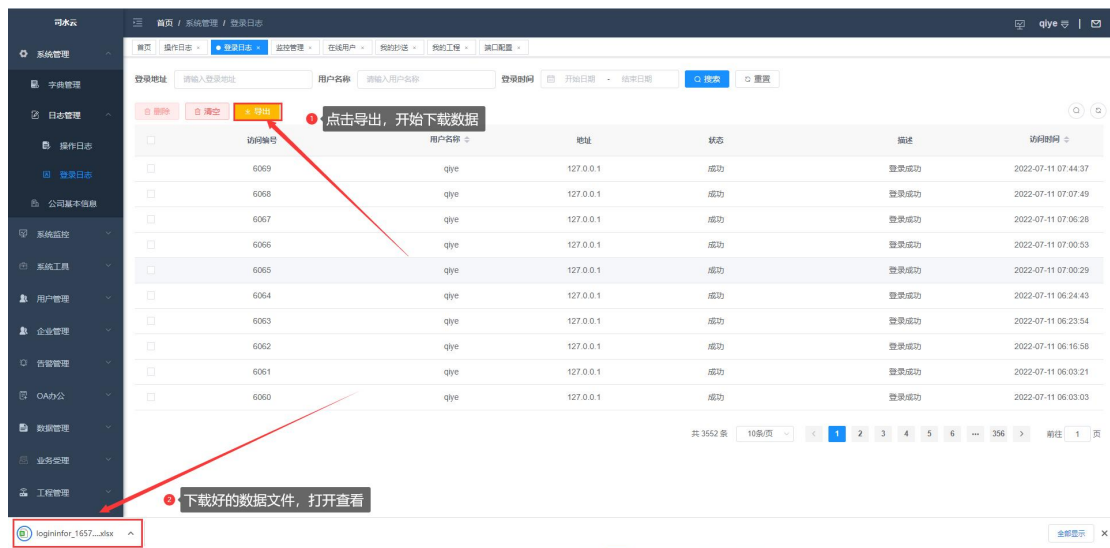 司水云
首页 / 系统管理 / 登录日志
qiye
系统管理
字典管理
日志管理
操作日志
登录日志
公司基本信息
系统监控
系统工具
用户管理
企业管理
告警管理
OA办公
数据管理
业务受理
工程管理
首页 操作日志 × 登录日志 × 监控管理 × 在线用户 × 我的抄送 × 我的工程 × 端口配置 ×
登录地址 请输入登录地址 用户名称 请输入用户名称 登录时间 开始日期 - 结束日期 搜索 重置
删除 清空 导出
1 点击导出，开始下载数据
访问编号 用户名称 地址 状态 描述 访问时间
6069 qiye 127.0.0.1 成功 登录成功 2022-07-11 07:44:37
6068 qiye 127.0.0.1 成功 登录成功 2022-07-11 07:07:49
6067 qiye 127.0.0.1 成功 登录成功 2022-07-11 07:06:28
6066 qiye 127.0.0.1 成功 登录成功 2022-07-11 07:00:53
6065 qiye 127.0.0.1 成功 登录成功 2022-07-11 07:00:29
6064 qiye 127.0.0.1 成功 登录成功 2022-07-11 06:24:43
6063 qiye 127.0.0.1 成功 登录成功 2022-07-11 06:23:54
6062 qiye 127.0.0.1 成功 登录成功 2022-07-11 06:16:58
6061 qiye 127.0.0.1 成功 登录成功 2022-07-11 06:03:21
6060 qiye 127.0.0.1 成功 登录成功 2022-07-11 06:03:03
共 3552 条 10条/页 < 1 2 3 4 5 6 ... 356 > 前往 1 页
2 下载好的数据文件，打开查看
logininfor_1657....xlsx
全部显示 ×